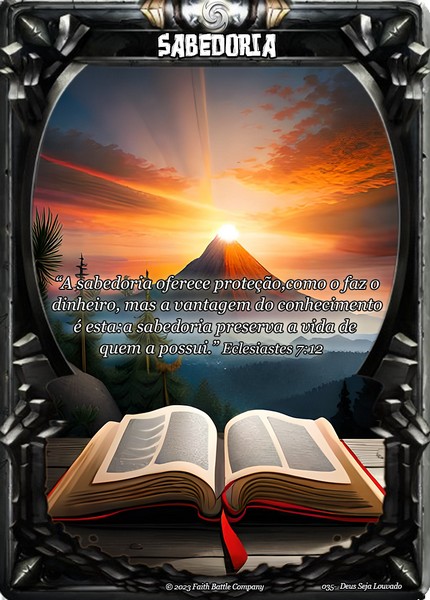 SABEDORIA
“A sabedoria oferece proteção,como o faz o
dinheiro, mas a vantagem do conhecimento
é esta:a sabedoria preserva a vida de
quem a possui.” Eclesiastes 7:12
© 2023 Faith Battle Company 035- Deus Seja Louvado